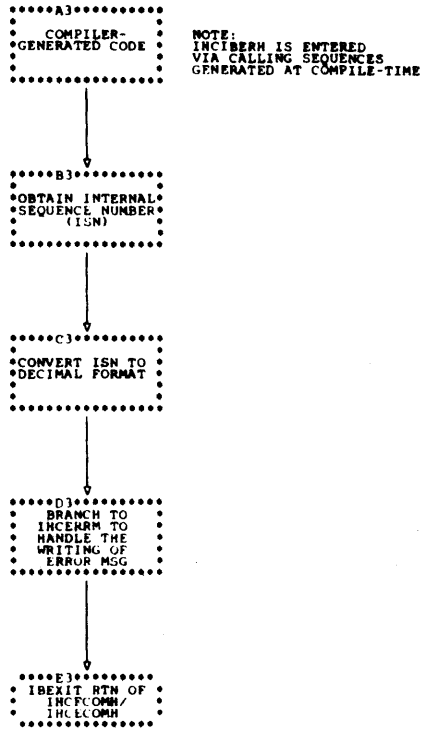 A3
COMPILER-
GENERATED CODE
NOTE:
IHCIBERH IS ENTERED
VIA CALLING SEQUENCES
GENERATED AT COMPILE-TIME
B3
OBTAIN INTERNAL
SEQUENCE NUMBER
(ISN)
C3
CONVERT ISN TO
DECIMAL FORMAT
D3
BRANCH TO
IHCERRM TO
HANDLE THE
WRITING OF
ERROR MSG
E3
IBEXIT RTN OF
IHCFCOMH/
IHCECOMH